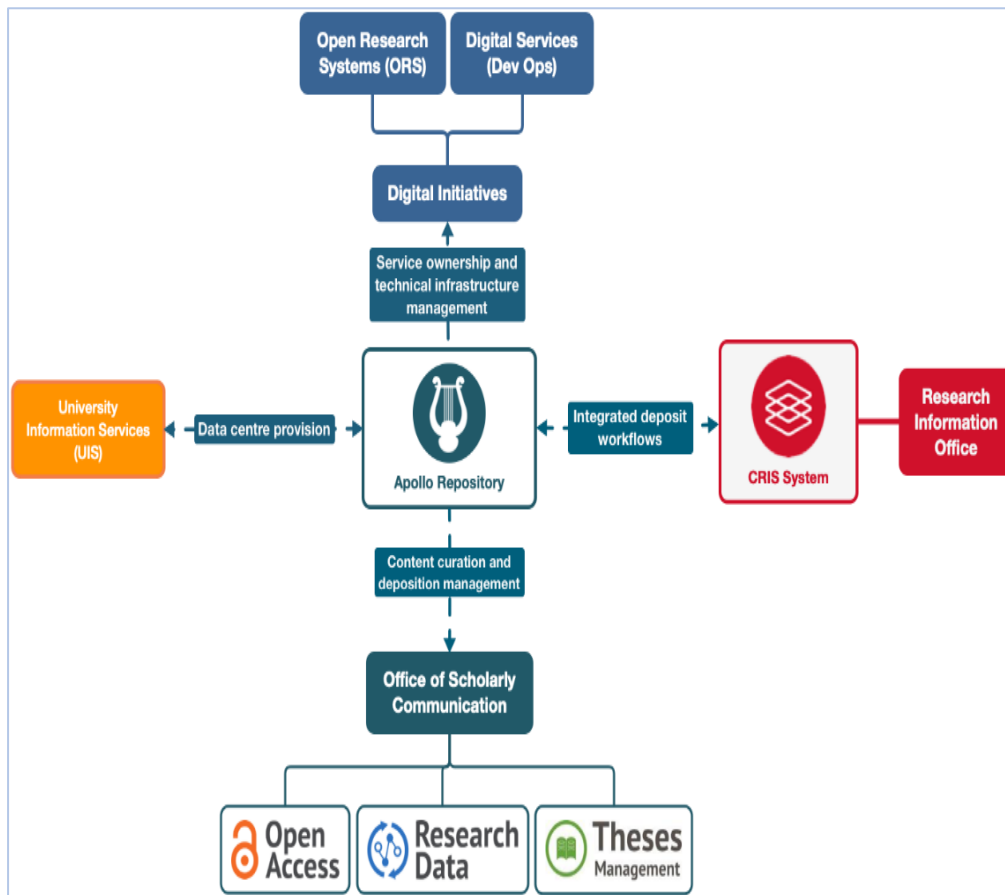 Open Research
Systems (ORS)
Digital Services
(Dev Ops)
Digital Initiatives
Service ownership and
technical infrastructure
management
University
Information Services
(UIS)
Data centre provision
Apollo Repository
Integrated deposit
workflows
CRIS System
Research
Information
Office
Content curation and
deposition management
Office of Scholarly
Communication
Open
Access
Research
Data
Theses
Management